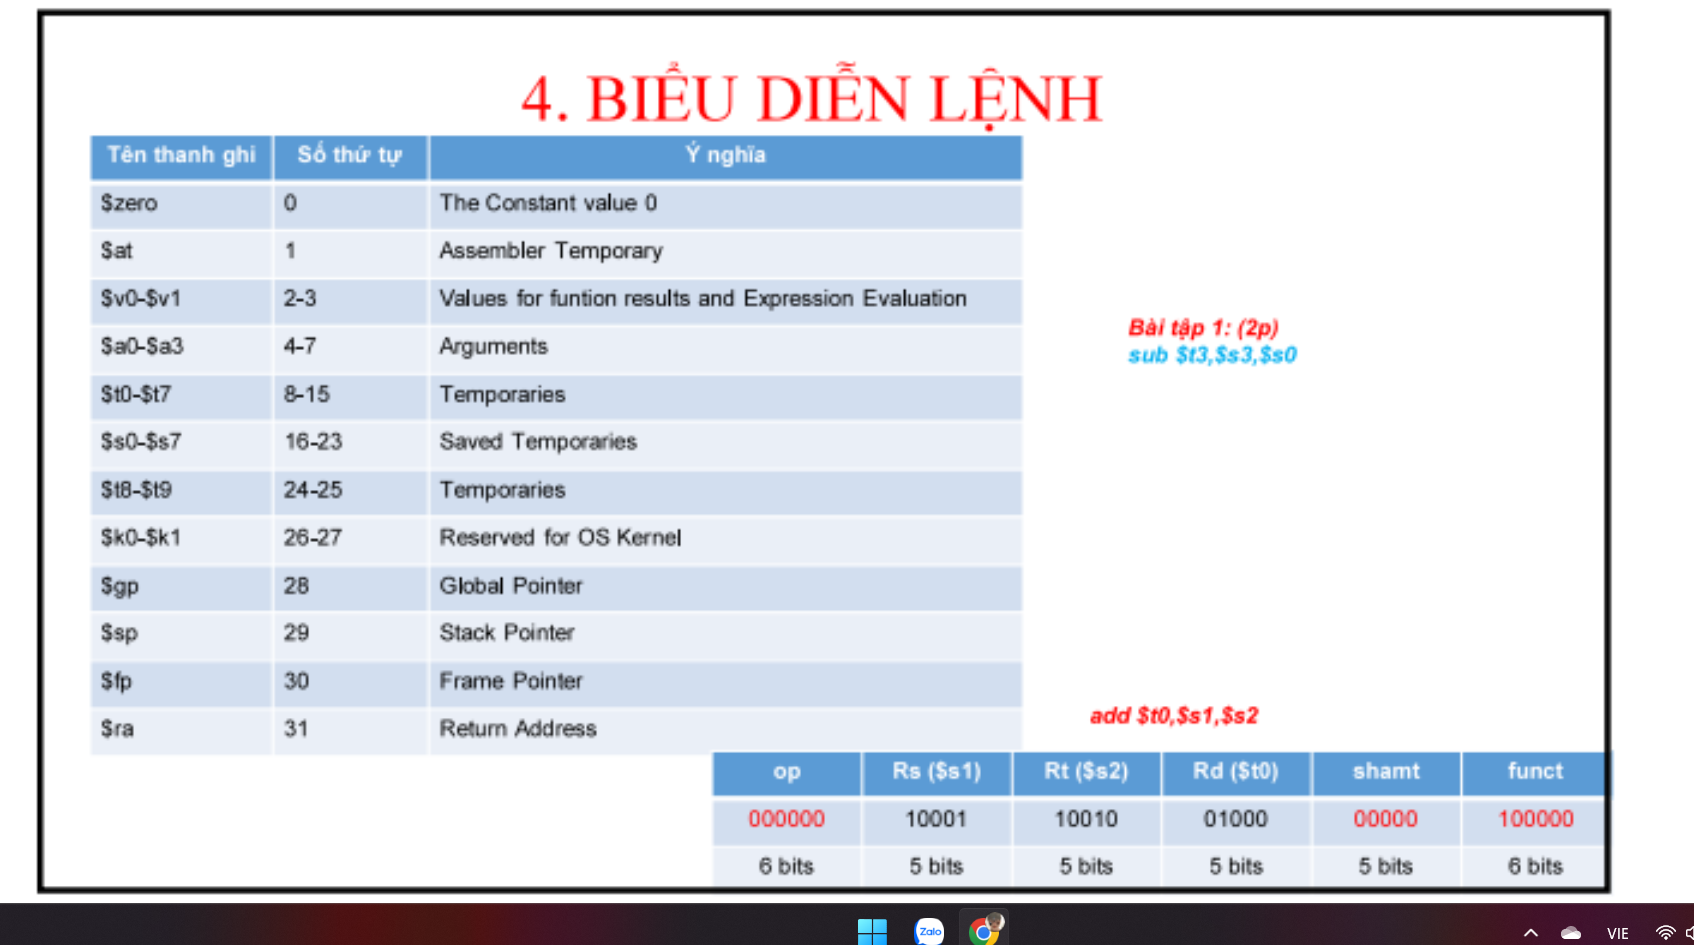 4. BIỂU DIỄN LỆNH
Tên thanh ghi Số thứ tự Ý nghĩa
$zero 0 The Constant value 0
$at 1 Assembler Temporary
$v0-$v1 2-3 Values for funtion results and Expression Evaluation
$a0-$a3 4-7 Arguments
$t0-$t7 8-15 Temporaries
$s0-$s7 16-23 Saved Temporaries
$t8-$t9 24-25 Temporaries
$k0-$k1 26-27 Reserved for OS Kernel
$gp 28 Global Pointer
$sp 29 Stack Pointer
$fp 30 Frame Pointer
$ra 31 Return Address
Bài tập 1: (2p)
sub $t3,$s3,$s0
add $t0,$s1,$s2
op Rs ($s1) Rt ($s2) Rd ($t0) shamt funct
000000 10001 10010 01000 00000 100000
6 bits 5 bits 5 bits 5 bits 5 bits 6 bits
Zalo
VIE